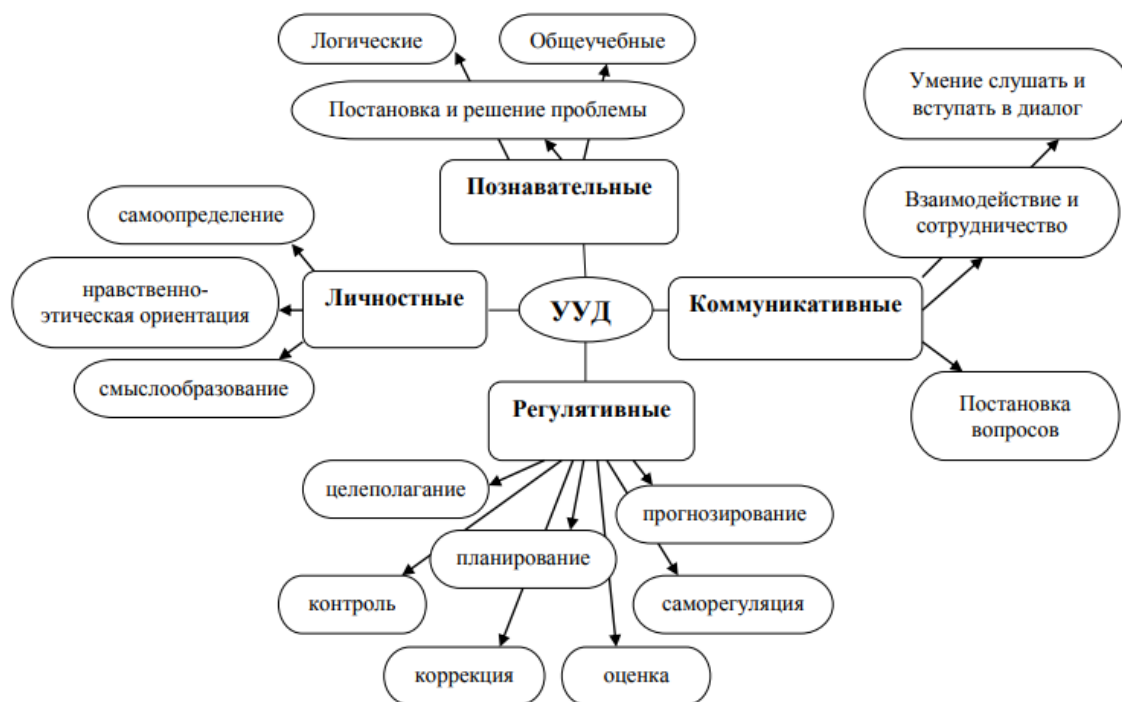 Логические
Общеучебные
Постановка и решение проблемы
Познавательные
Умение слушать и
вступать в диалог
Взаимодействие и
сотрудничество
самоопределение
нравственно-
этическая ориентация
Личностные
УУД
Коммуникативные
смыслообразование
Регулятивные
Постановка
вопросов
целеполагание
прогнозирование
планирование
контроль
саморегуляция
коррекция
оценка